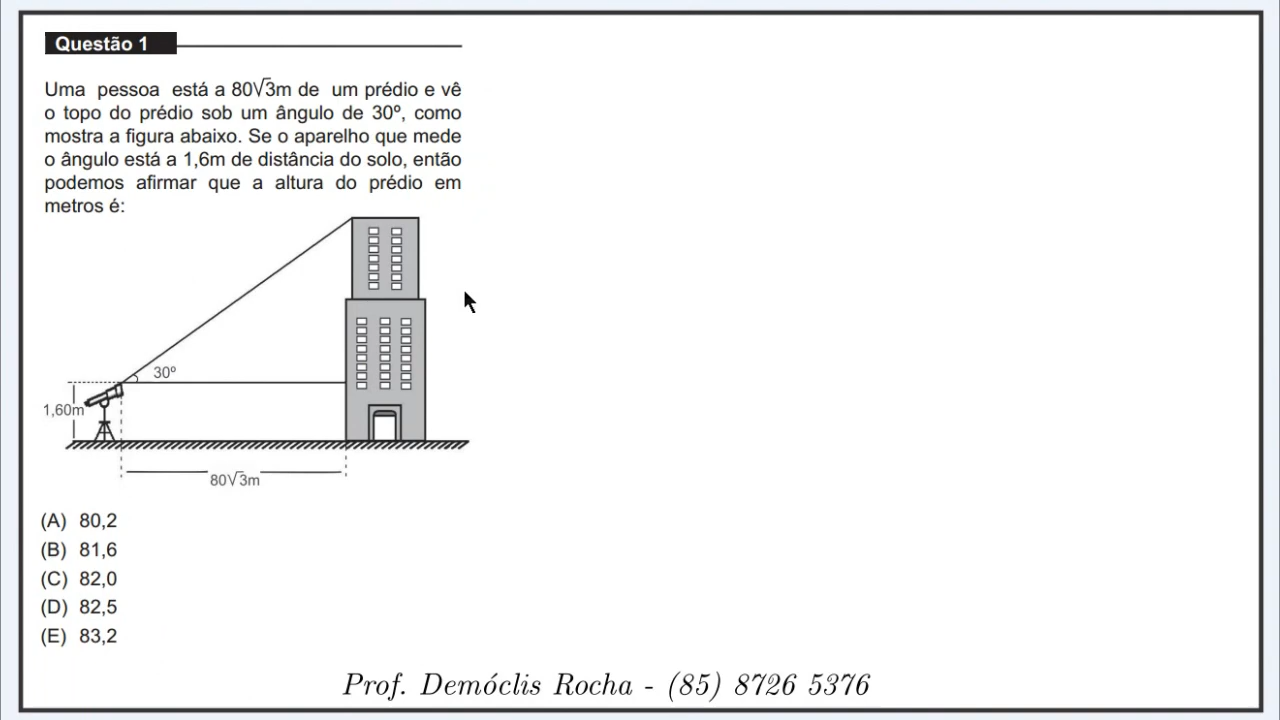 Questão 1
Uma pessoa está a 80√3m de um prédio e vê
o topo do prédio sob um ângulo de 30º, como
mostra a figura abaixo. Se o aparelho que mede
o ângulo está a 1,6m de distância do solo, então
podemos afirmar que a altura do prédio em
metros é:
30º
1,60m
80√3m
(A) 80,2
(B) 81,6
(C) 82,0
(D) 82,5
(E) 83,2
Prof. Demóclis Rocha - (85) 8726 5376